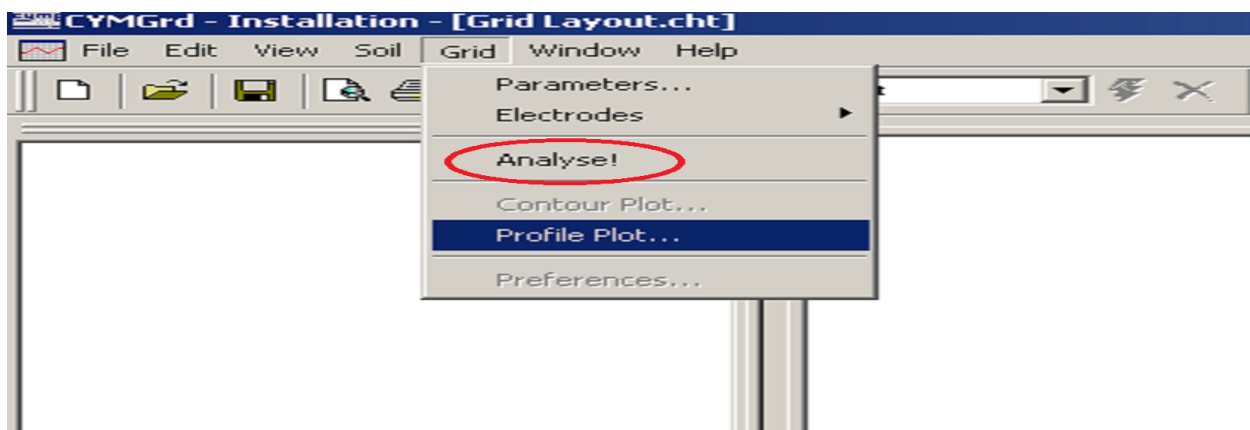 CYMGrd - Installation - [Grid Layout.cht]
File Edit View Soil Grid Window Help
Parameters...
Electrodes
Analyse!
Contour Plot...
Profile Plot...
Preferences...